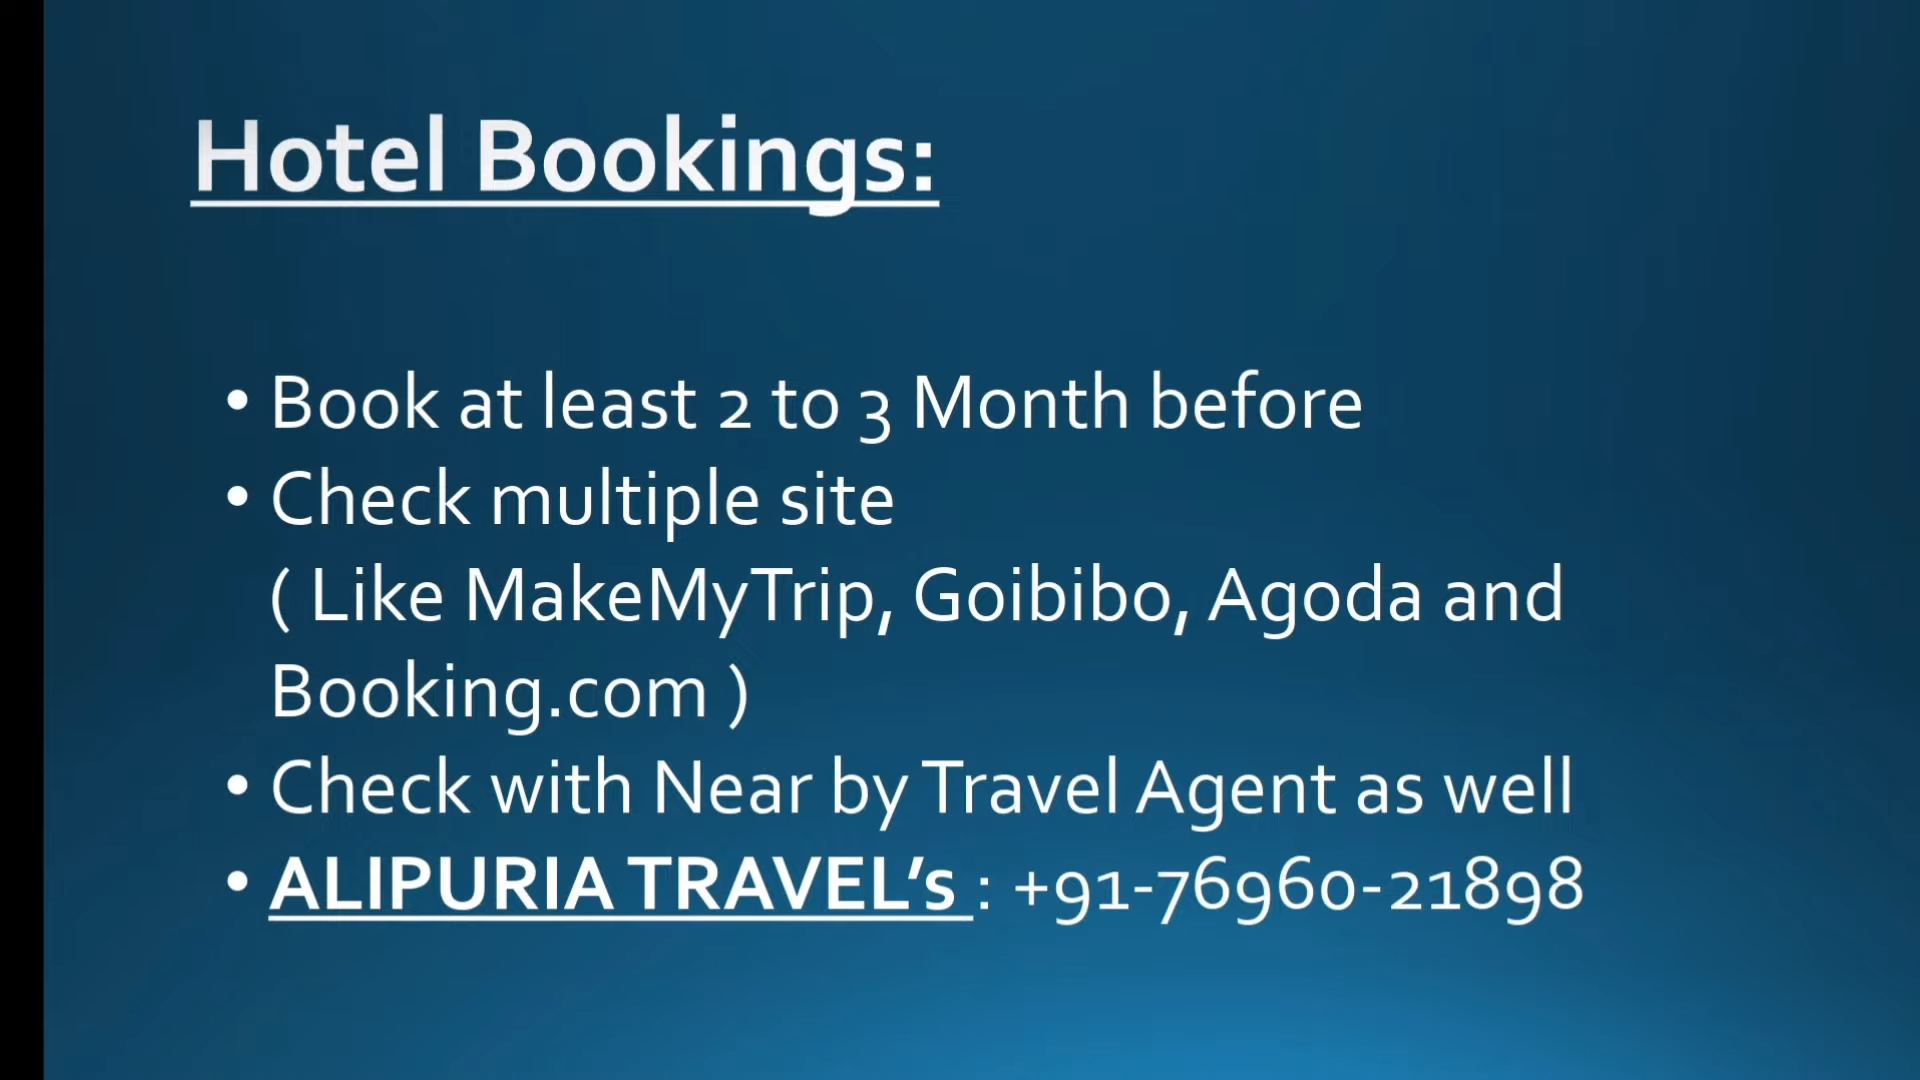 Hotel Bookings:
• Book at least 2 to 3 Month before
• Check multiple site
( Like MakeMyTrip, Goibibo, Agoda and
Booking.com )
• Check with Near by Travel Agent as well
• ALIPURIA TRAVEL’s : +91-76960-21898